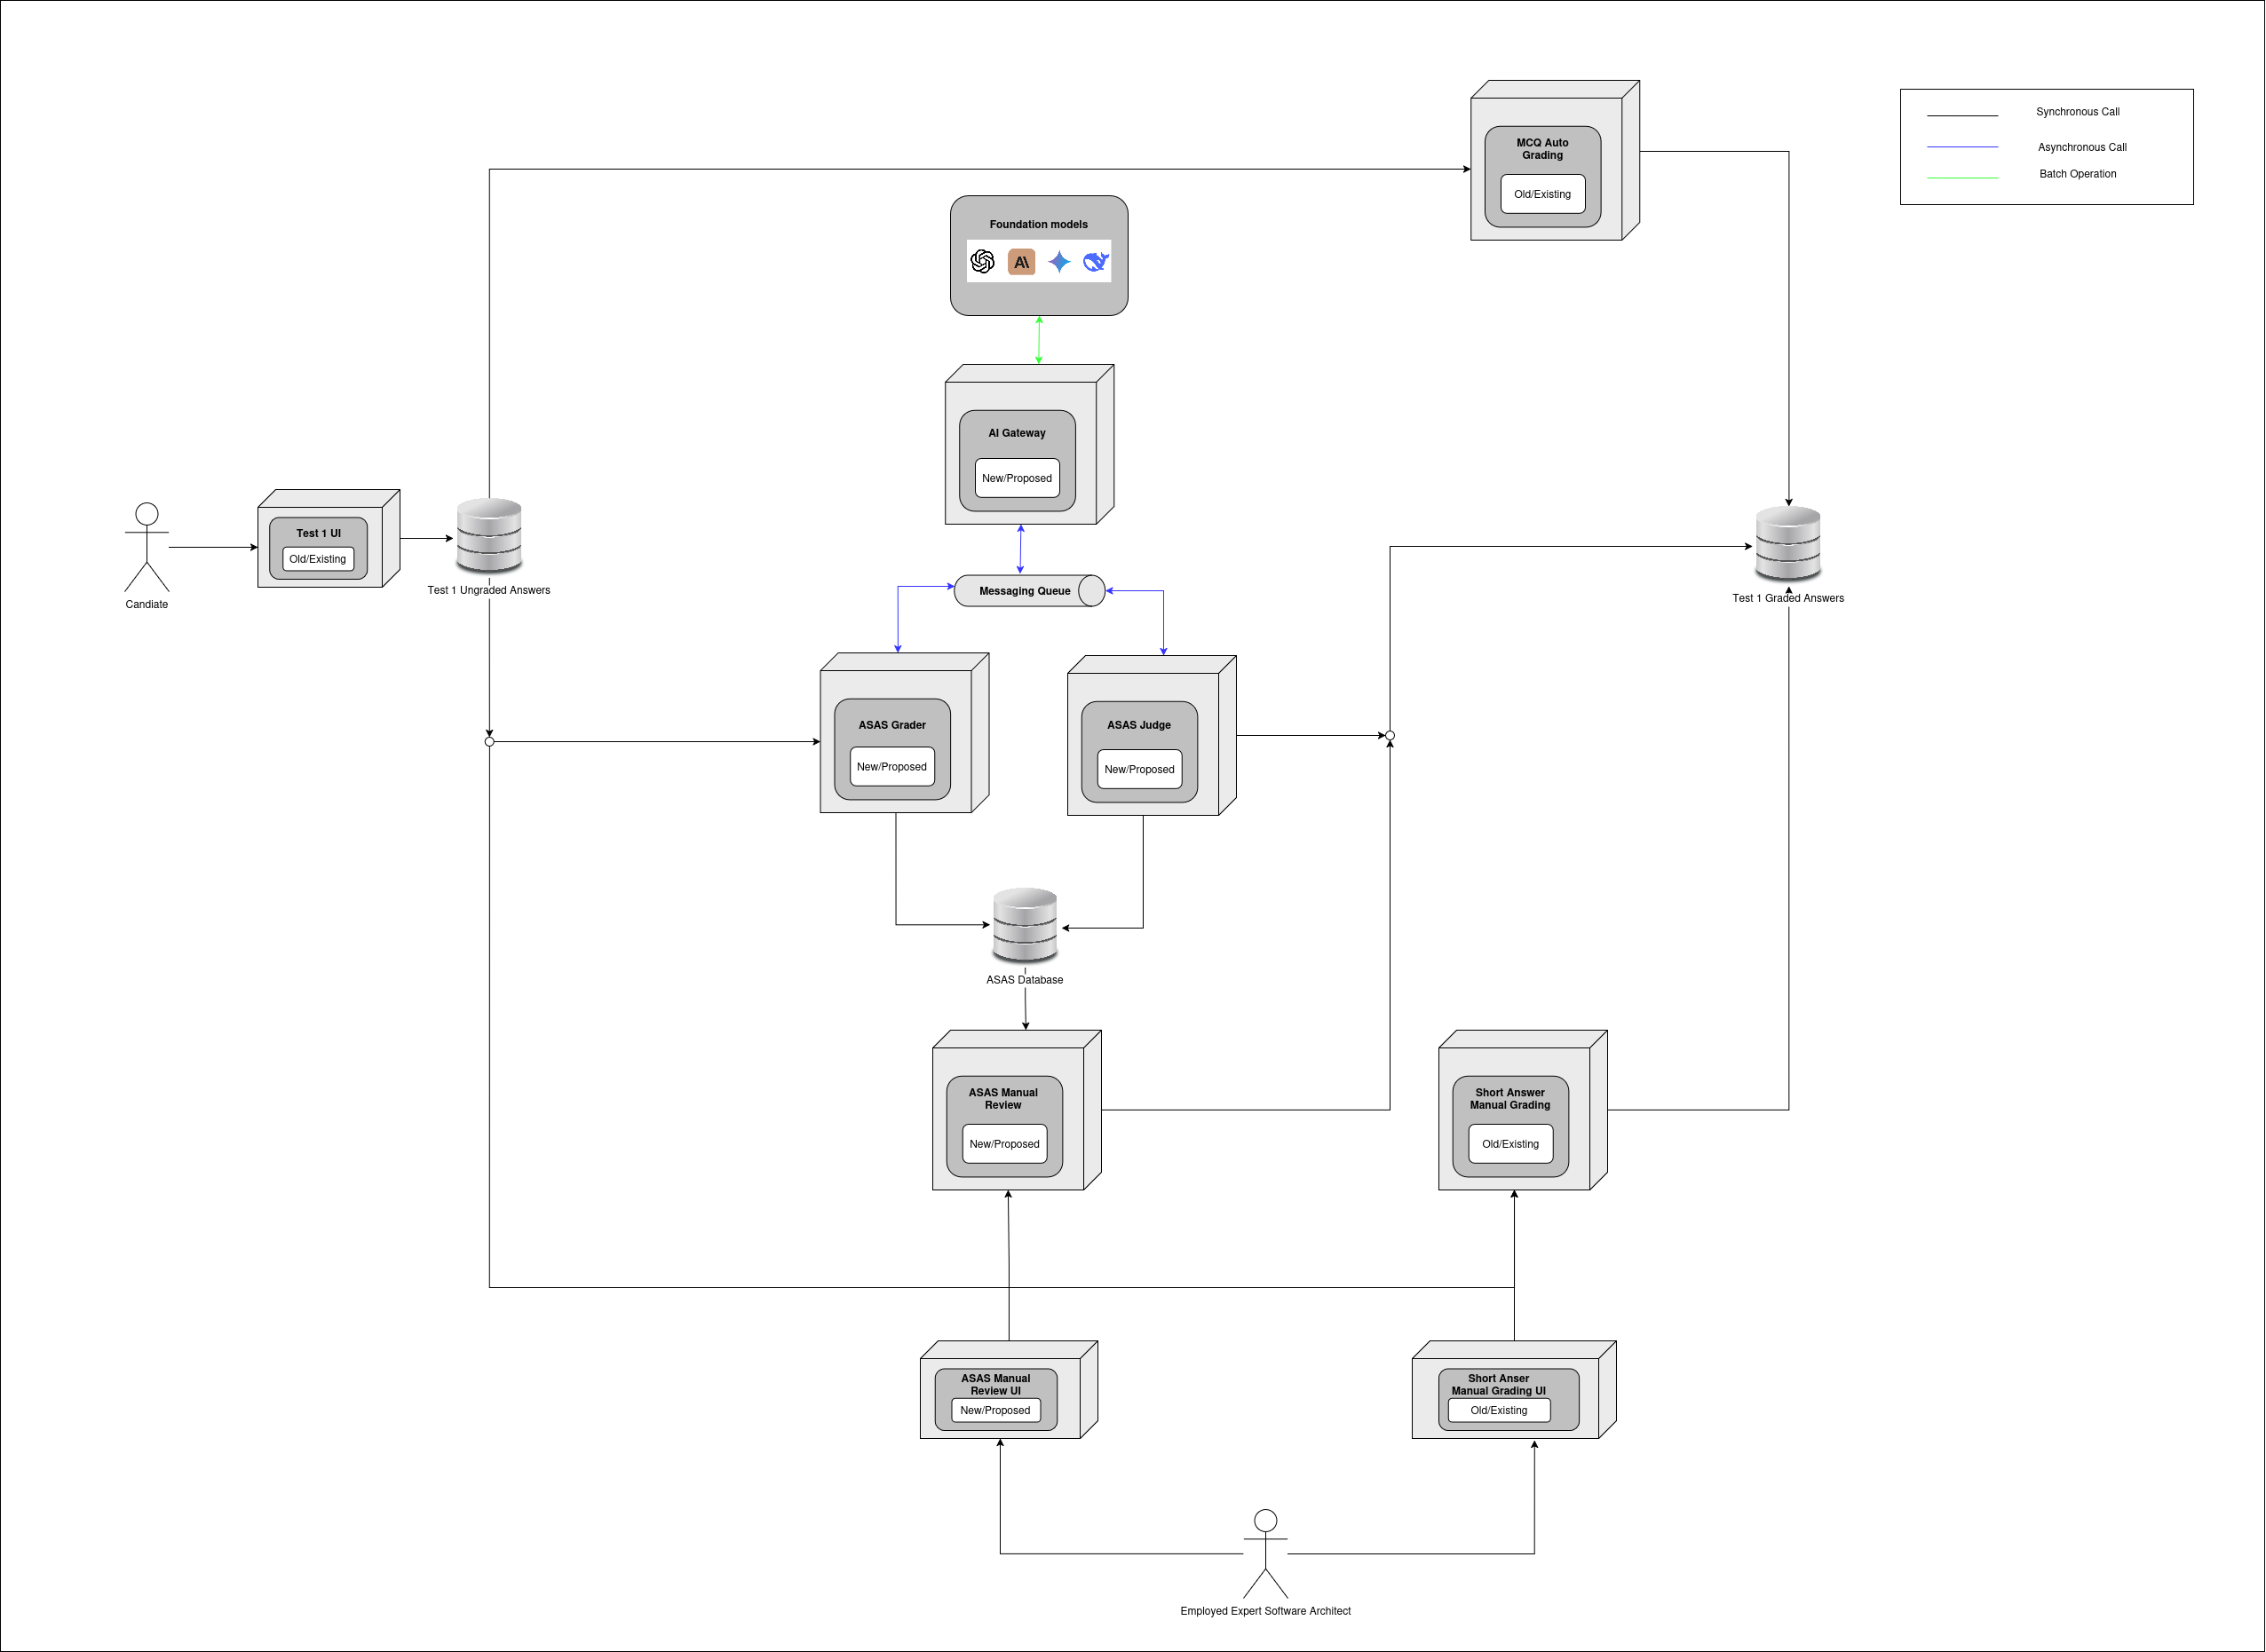 Synchronous Call
Asynchronous Call
Batch Operation
MCQ Auto
Grading
Old/Existing
Foundation models
AI Gateway
New/Proposed
Test 1 UI
Old/Existing
Candiate
Test 1 Ungraded Answers
Messaging Queue
Test 1 Graded Answers
ASAS Grader
New/Proposed
ASAS Judge
New/Proposed
ASAS Database
ASAS Manual
Review
New/Proposed
Short Answer
Manual Grading
Old/Existing
ASAS Manual
Review UI
New/Proposed
Short Anser
Manual Grading UI
Old/Existing
Employed Expert Software Architect